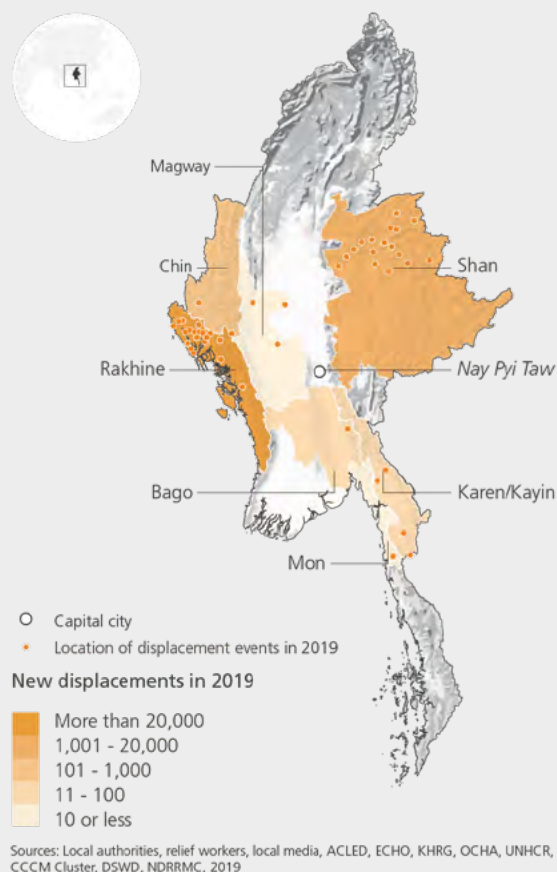 Magway
Chin
Shan
Rakhine
Nay Pyi Taw
Bago
Karen/Kayin
Mon
Capital city
Location of displacement events in 2019
New displacements in 2019
More than 20,000
1,001 - 20,000
101 - 1,000
11 - 100
10 or less
Sources: Local authorities, relief workers, local media, ACLED, ECHO, KHRG, OCHA, UNHCR,
CCCM Cluster, DSWD, NDRRMC, 2019